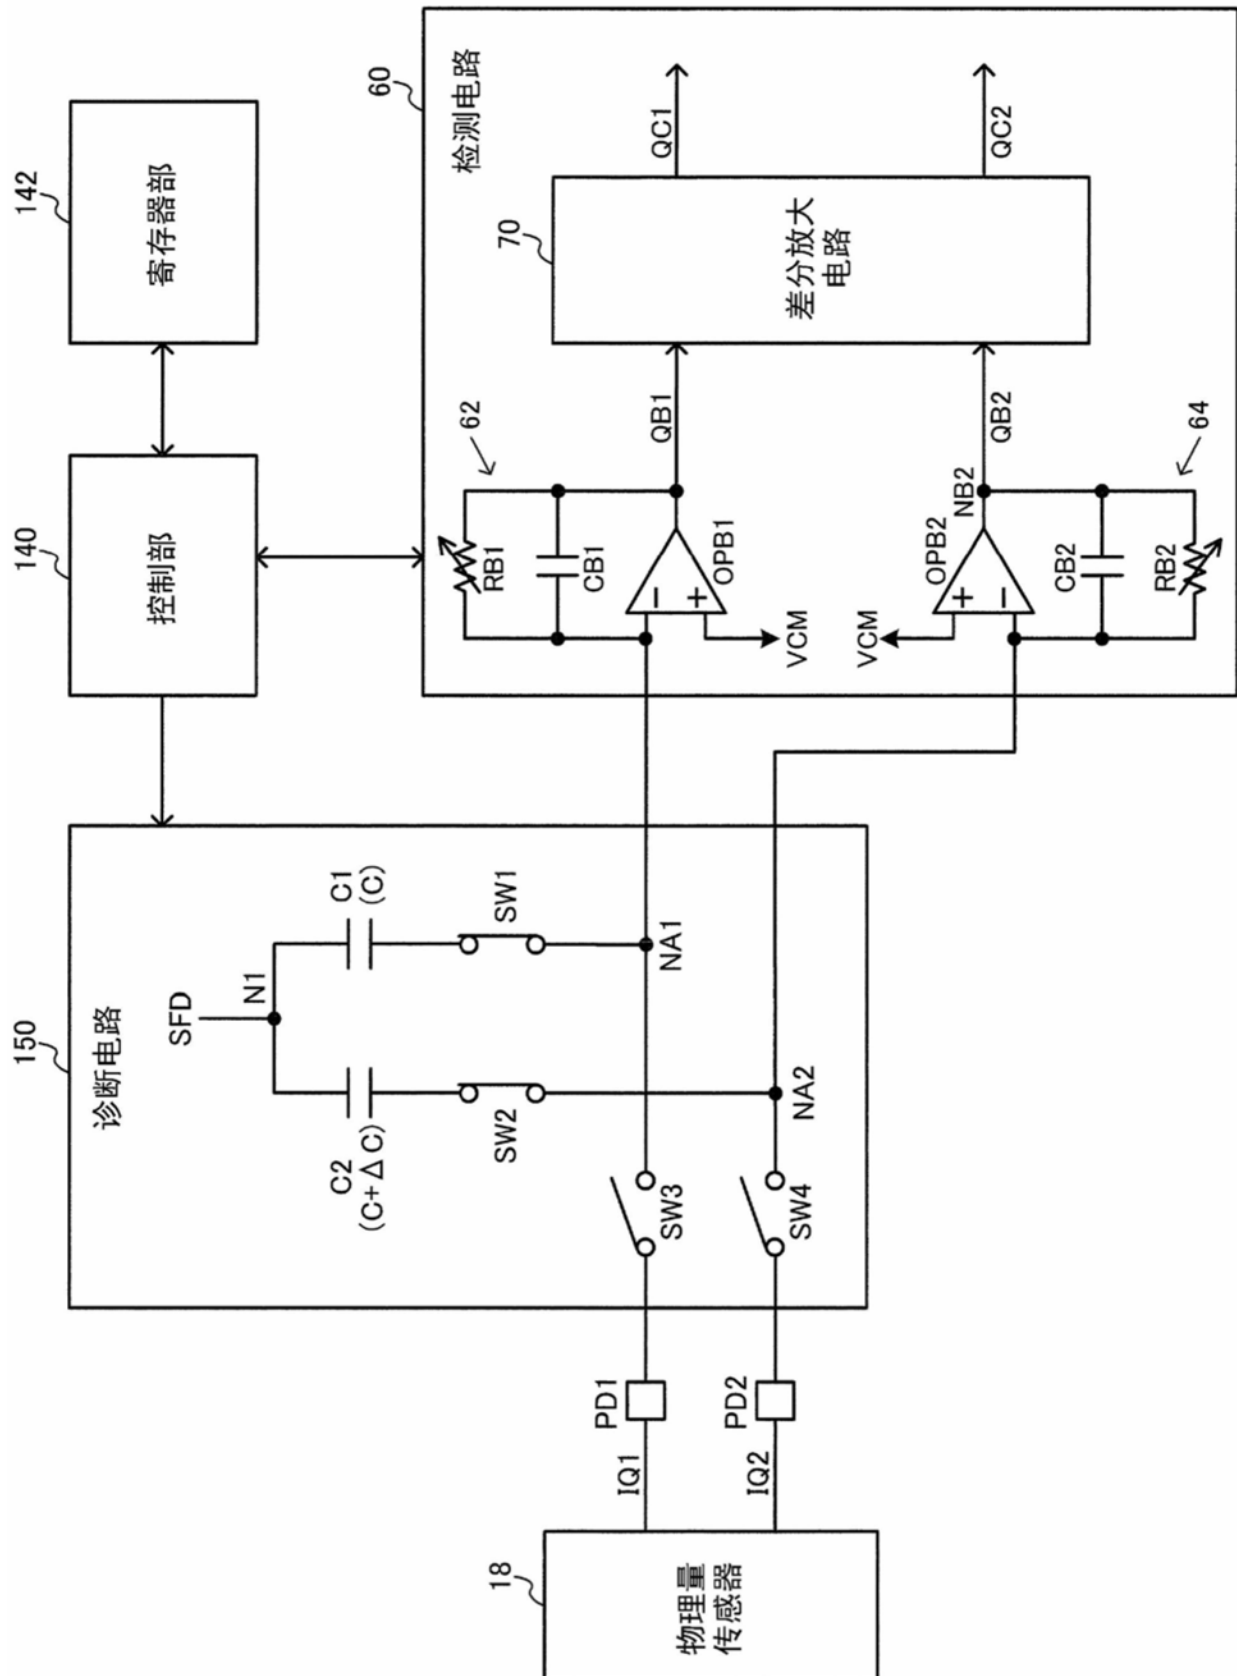 142
寄存器部
140
控制部
150
诊断电路
SFD
N1
C1
(C)
C2
(C+ΔC)
SW1
SW2
SW3
SW4
NA1
NA2
18
物理量
传感器
IQ1
IQ2
PD1
PD2
60
检测电路
62
RB1
CB1
OPB1
VCM
VCM
OPB2
NB2
CB2
RB2
64
QB1
QB2
70
差分放大
电路
QC1
QC2
－
＋
＋
－